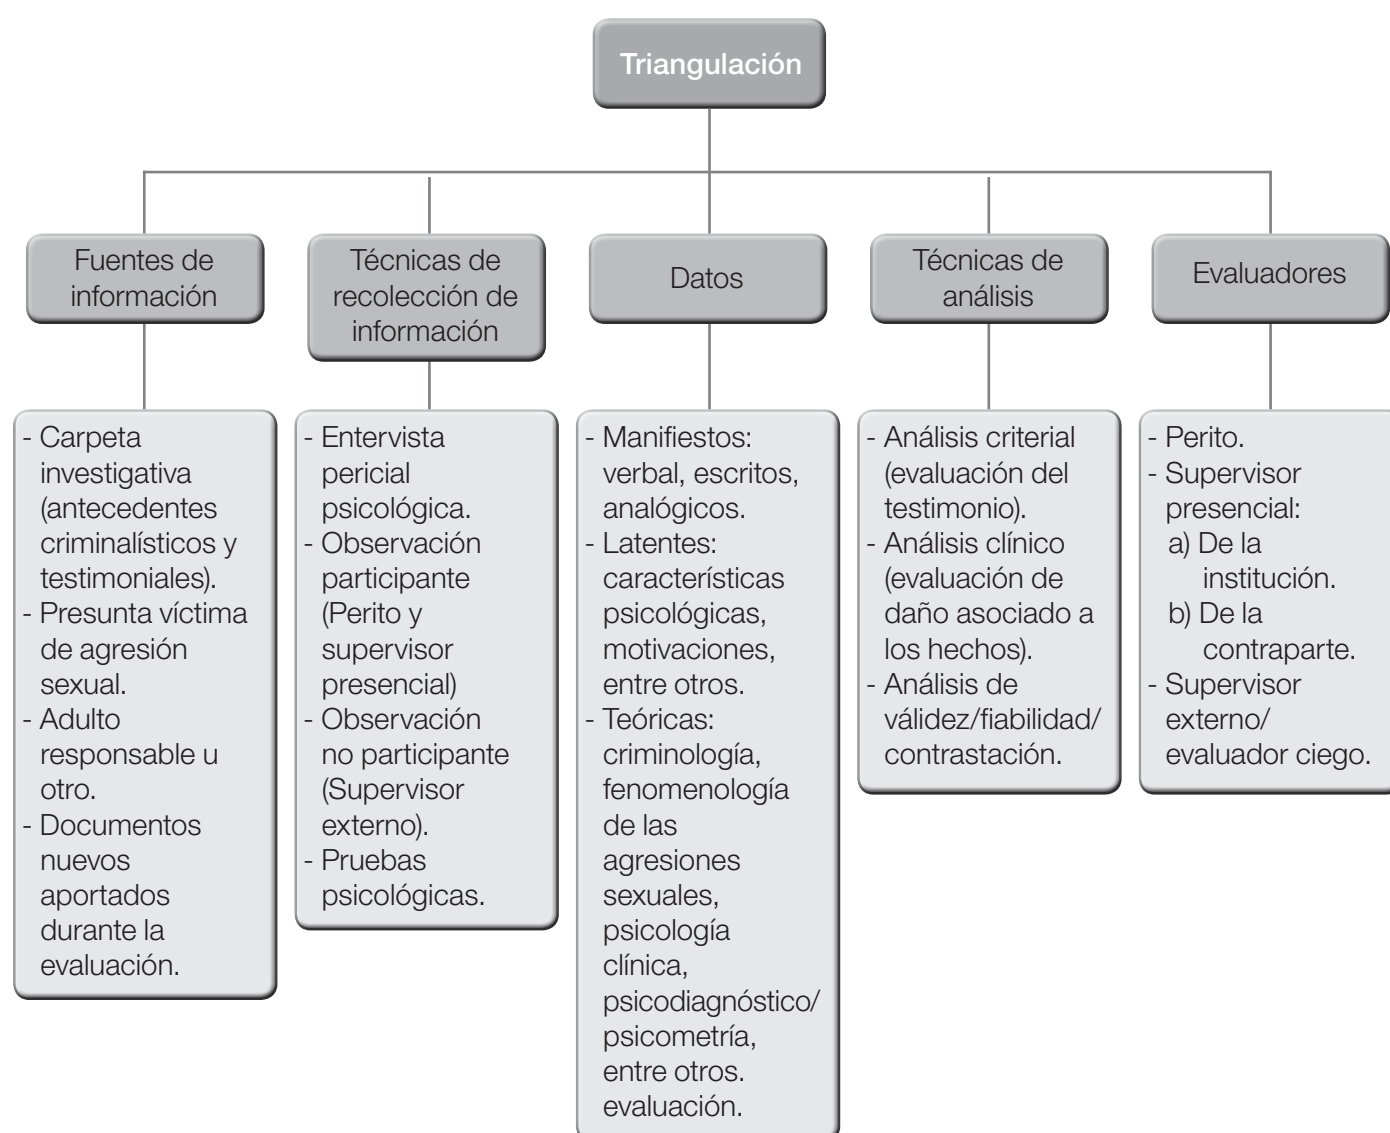 Triangulación
Fuentes de
información
Técnicas de
recolección de
información
Datos
Técnicas de
análisis
Evaluadores
- Carpeta
investigativa
(antecedentes
criminalísticos y
testimoniales).
- Presunta víctima
de agresión
sexual.
- Adulto
responsable u
otro.
- Documentos
nuevos
aportados
durante la
evaluación.
- Entervista
pericial
psicológica.
- Observación
participante
(Perito y
supervisor
presencial)
- Observación
no participante
(Supervisor
externo).
- Pruebas
psicológicas.
- Manifiestos:
verbal, escritos,
analógicos.
- Latentes:
características
psicológicas,
motivaciones,
entre otros.
- Teóricas:
criminología,
fenomenología
de las
agresiones
sexuales,
psicología
clínica,
psicodiagnóstico/
psicometría,
entre otros.
evaluación.
- Análisis criterial
(evaluación del
testimonio).
- Análisis clínico
(evaluación de
daño asociado a
los hechos).
- Análisis de
válidez/fiabilidad/
contrastación.
- Perito.
- Supervisor
presencial:
a) De la
institución.
b) De la
contraparte.
- Supervisor
externo/
evaluador ciego.